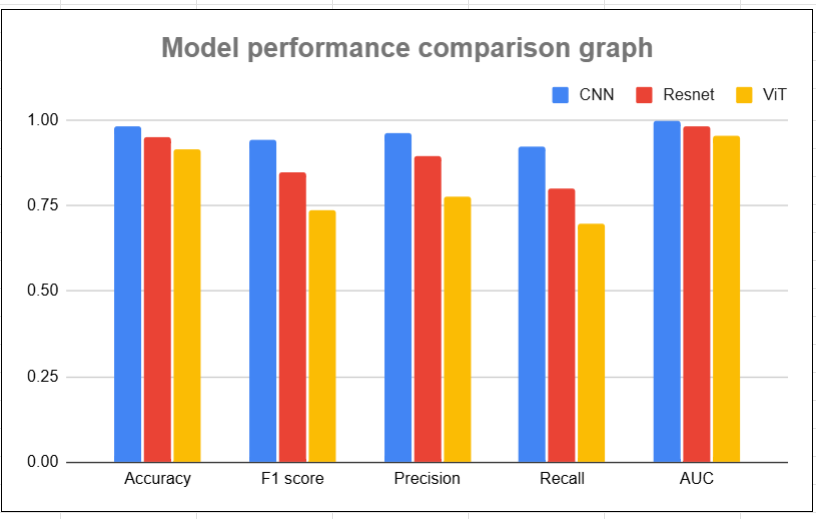 Model performance comparison graph
CNN Resnet ViT
1.00
0.75
0.50
0.25
0.00
Accuracy F1 score Precision Recall AUC